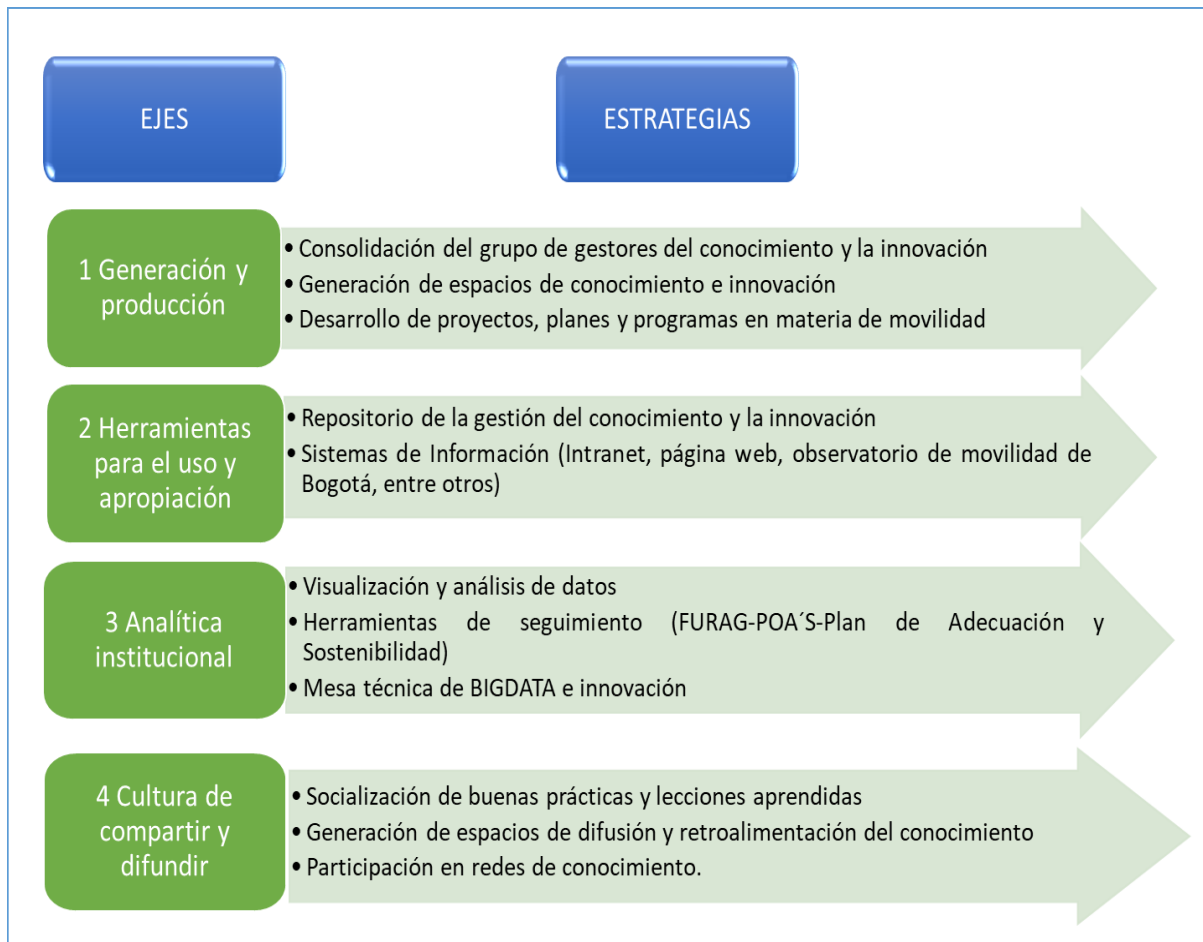 EJES
ESTRATEGIAS
1 Generación y
producción
• Consolidación del grupo de gestores del conocimiento y la innovación
• Generación de espacios de conocimiento e innovación
• Desarrollo de proyectos, planes y programas en materia de movilidad
2 Herramientas
para el uso y
apropiación
• Repositorio de la gestión del conocimiento y la innovación
• Sistemas de Información (Intranet, página web, observatorio de movilidad de
Bogotá, entre otros)
3 Analítica
institucional
• Visualización y análisis de datos
• Herramientas de seguimiento (FURAG-POA´S-Plan de Adecuación y
Sostenibilidad)
• Mesa técnica de BIGDATA e innovación
4 Cultura de
compartir y
difundir
• Socialización de buenas prácticas y lecciones aprendidas
• Generación de espacios de difusión y retroalimentación del conocimiento
• Participación en redes de conocimiento.